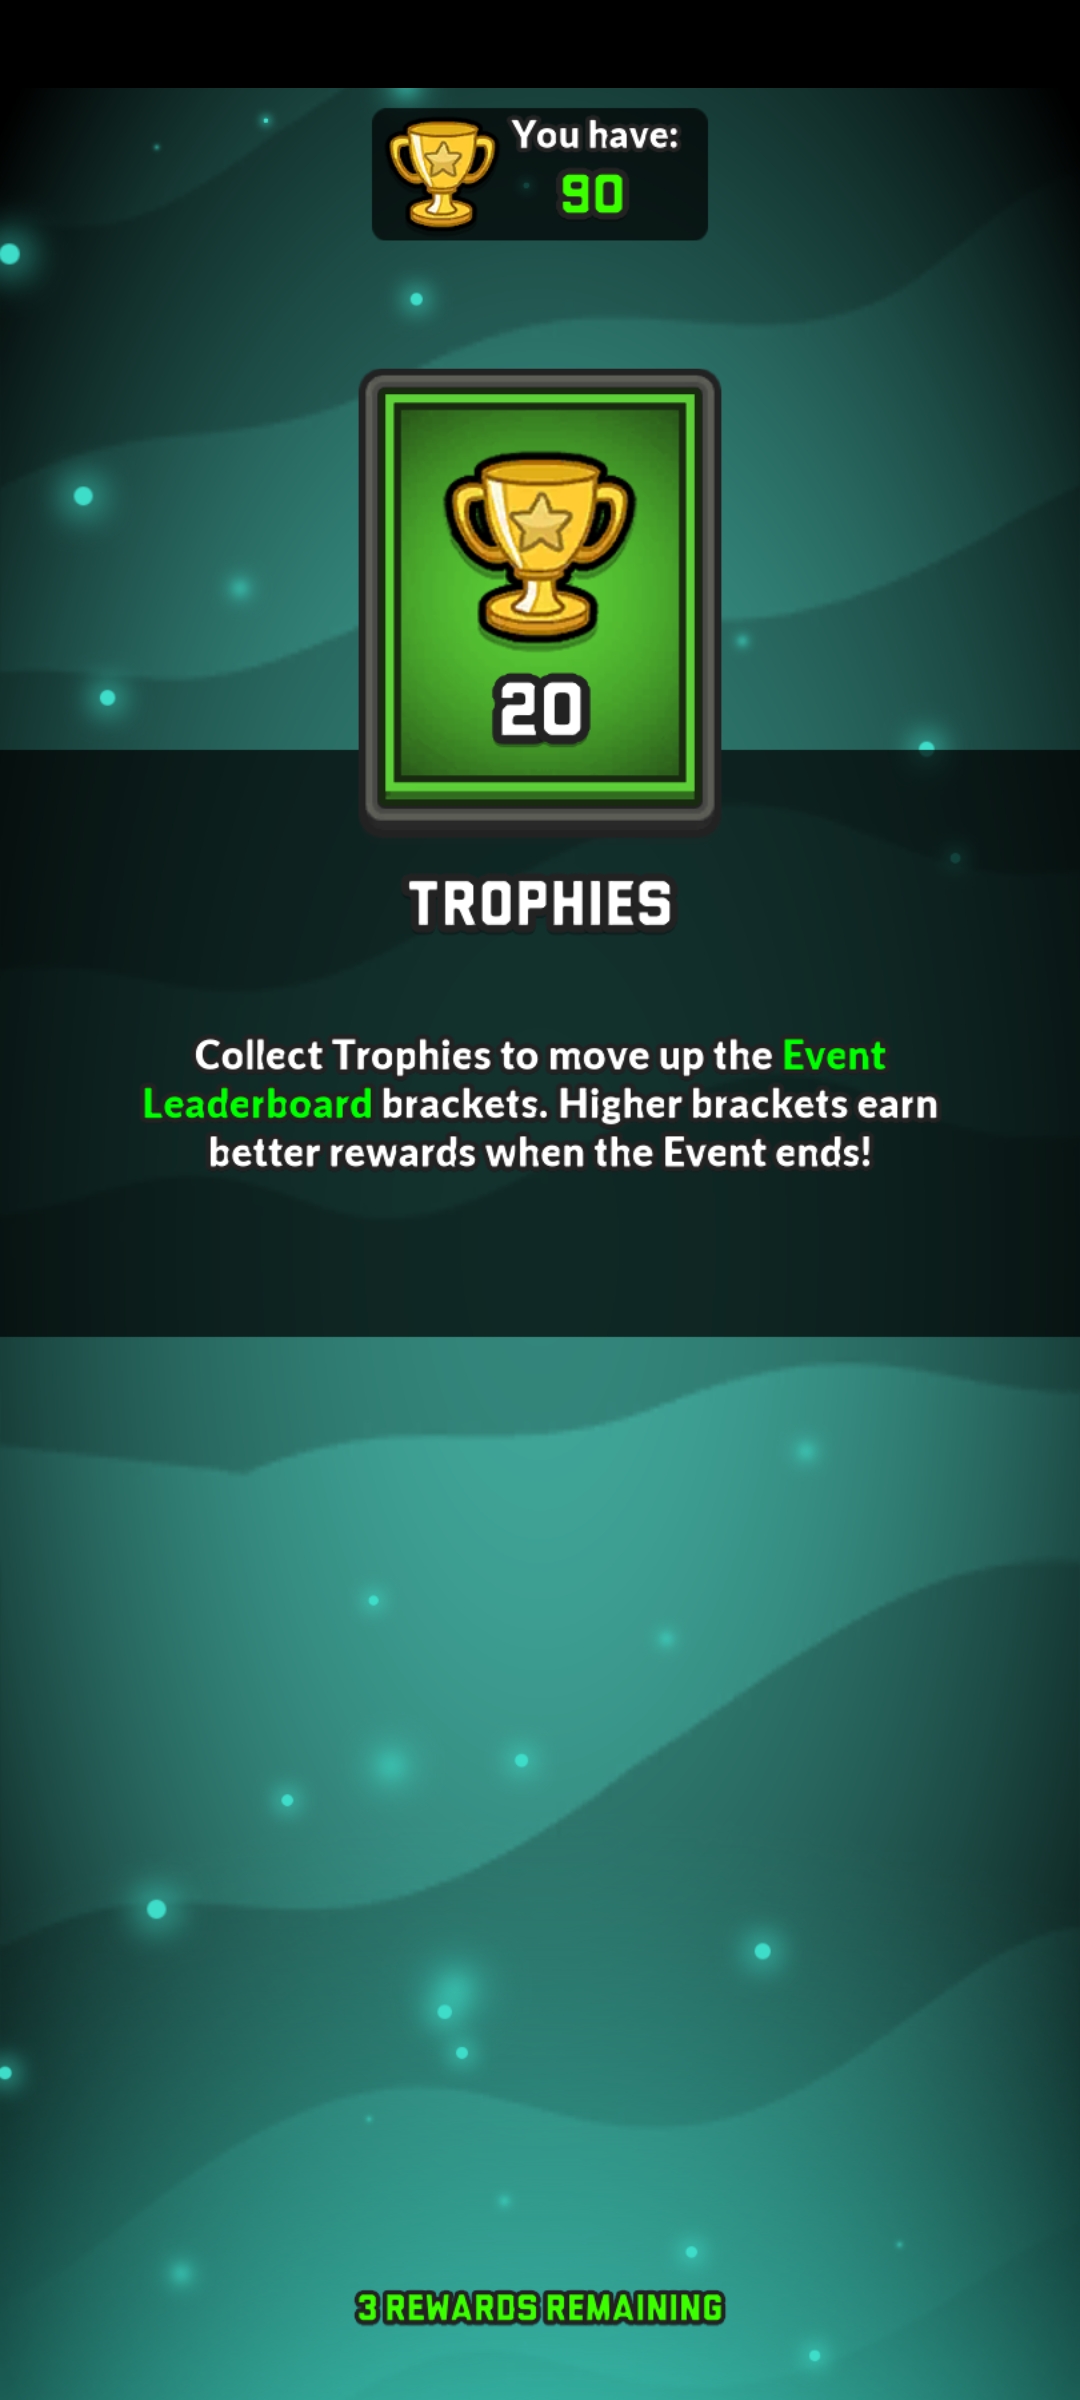 You have:
90
20
TROPHIES
Collect Trophies to move up the Event
Leaderboard brackets. Higher brackets earn
better rewards when the Event ends!
3 REWARDS REMAINING